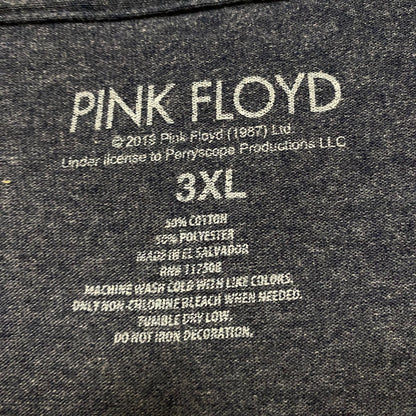 PINK FLOYD
© 2019 Pink Floyd (1987) Ltd.
Under license to Perryscope Productions LLC
3XL
50% COTTON
50% POLYESTER
MADE IN EL SALVADOR
RN# 117508
MACHINE WASH COLD WITH LIKE COLORS,
ONLY NON-CHLORINE BLEACH WHEN NEEDED.
TUMBLE DRY LOW.
DO NOT IRON DECORATION.